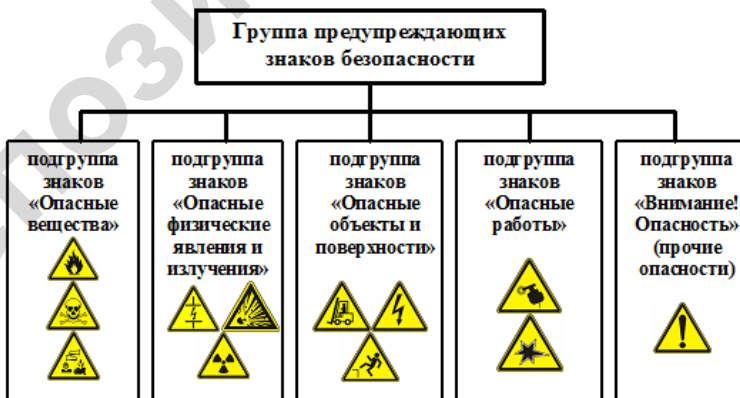 Группа предупреждающих
знаков безопасности
подгруппа
знаков
«Опасные
вещества»
подгруппа
знаков
«Опасные
физические
явления и
излучения»
подгруппа
знаков
«Опасные
объекты и
поверхности»
подгруппа
знаков
«Опасные
работы»
подгруппа
знаков
«Внимание!
Опасность»
(прочие
опасности)